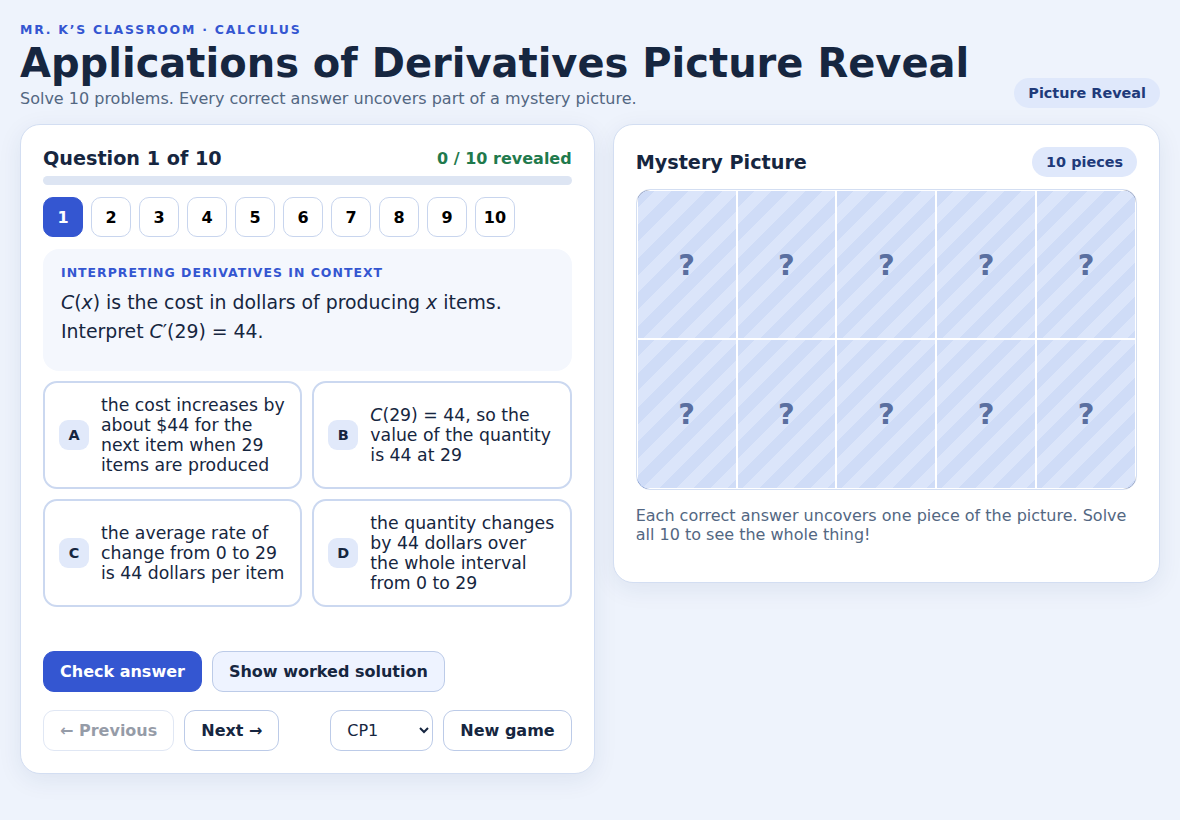 MR. K’S CLASSROOM · CALCULUS
Applications of Derivatives Picture Reveal
Solve 10 problems. Every correct answer uncovers part of a mystery picture.
Picture Reveal
Question 1 of 10
0 / 10 revealed
1 2 3 4 5 6 7 8 9 10
INTERPRETING DERIVATIVES IN CONTEXT
C(x) is the cost in dollars of producing x items.
Interpret C′(29) = 44.
A
the cost increases by
about $44 for the
next item when 29
items are produced
B
C(29) = 44, so the
value of the quantity
is 44 at 29
C
the average rate of
change from 0 to 29
is 44 dollars per item
D
the quantity changes
by 44 dollars over
the whole interval
from 0 to 29
Check answer
Show worked solution
← Previous
Next →
CP1
New game
Mystery Picture
10 pieces
? ? ? ? ?
? ? ? ? ?
Each correct answer uncovers one piece of the picture. Solve
all 10 to see the whole thing!